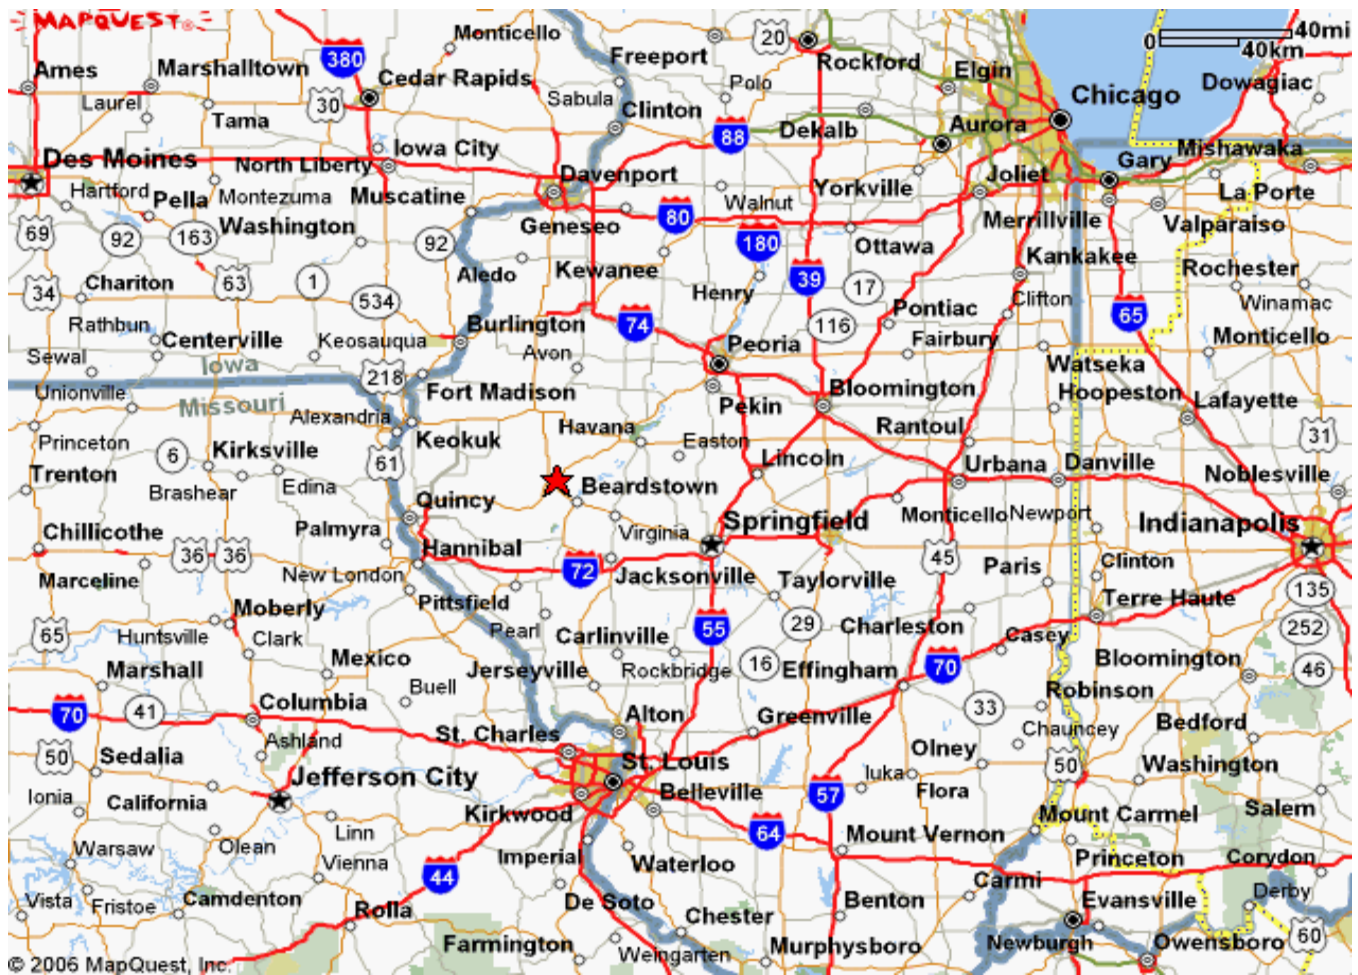 MAPQUEST
Monticello
20
40mi
0
40km
380
Freeport
Rockford
Elgin
Dowagiac
Ames
Marshalltown
Cedar Rapids
Polo
Chicago
Laurel
30
Sabula
Clinton
Tama
88
Dekalb
Aurora
Des Moines
North Liberty
Iowa City
Davenport
Gary
Mishawaka
Hartford
Pella
Montezuma
Muscatine
Walnut
Yorkville
Joliet
La Porte
69
92
163
Washington
92
Geneseo
80
180
Ottawa
Merrillville
Valparaiso
Aledo
Kewanee
Kankakee
34
Chariton
63
1
534
Henry
39
17
Clifton
Rochester
Winamac
Rathbun
Centerville
Keosauqua
Burlington
74
116
Pontiac
65
Monticello
Sewal
Iowa
Avon
Peoria
Fairbury
Watseka
Unionville
Missouri
218
Fort Madison
Pekin
Bloomington
Hoopeston
Lafayette
Alexandria
Keokuk
Havana
Easton
Rantoul
31
Princeton
6
Kirksville
61
Lincoln
Urbana
Danville
Noblesville
Trenton
Brashear
Edina
Quincy
Beardstown
Chillicothe
Palmyra
Virginia
Springfield
Monticello
Newport
Indianapolis
36
36
Hannibal
Marceline
New London
72
Jacksonville
Taylorville
45
Paris
Clinton
Moberly
Pittsfield
Terre Haute
135
65
Huntsville
Clark
Pearl
Carlinville
55
29
Charleston
Casey
252
Marshall
Mexico
Jerseyville
Rockbridge
16
Effingham
70
Bloomington
46
70
41
Columbia
Buell
Alton
Greenville
33
Robinson
Chauncey
Bedford
50
Sedalia
Ashland
St. Charles
St. Louis
Olney
50
Washington
Jefferson City
Iuka
Flora
Ionia
California
Kirkwood
Belleville
57
Mount Carmel
Salem
Linn
64
Mount Vernon
Warsaw
Olean
Vienna
44
Imperial
Waterloo
Princeton
Corydon
Carmi
Derby
Vista
Fristoe
Camdenton
Rolla
De Soto
Chester
Benton
Evansville
Farmington
Weingarten
Murphysboro
Newburgh
Owensboro
60
© 2006 MapQuest, Inc.